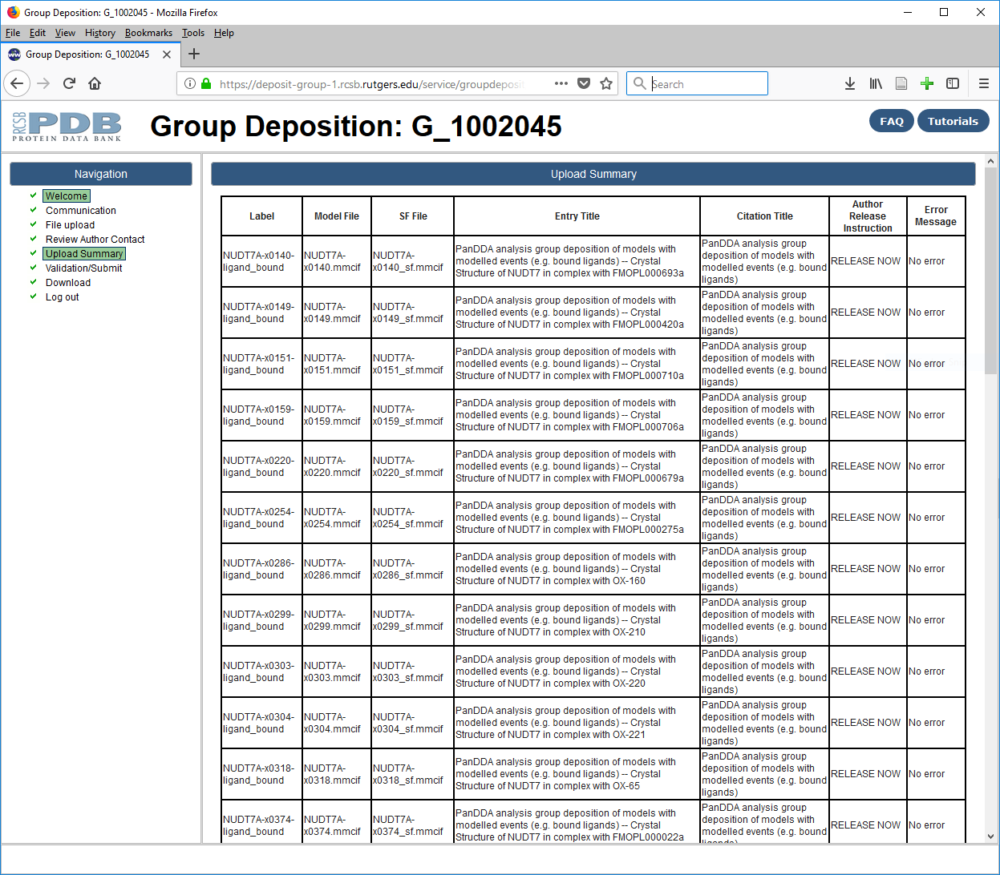 Group Deposition: G_1002045 - Mozilla Firefox
File Edit View History Bookmarks Tools Help
Group Deposition: G_1002045
https://deposit-group-1.rcsb.rutgers.edu/service/groupdeposit
Search
RCSB PDB
PROTEIN DATA BANK
Group Deposition: G_1002045
FAQ Tutorials
Navigation
Welcome
Communication
File upload
Review Author Contact
Upload Summary
Validation/Submit
Download
Log out
Upload Summary
Label Model File SF File Entry Title Citation Title Author Release Instruction Error Message
NUDT7A-x0140-ligand_bound NUDT7A-x0140.mmcif NUDT7A-x0140_sf.mmcif PanDDA analysis group deposition of models with modelled events (e.g. bound ligands) -- Crystal Structure of NUDT7 in complex with FMOPL000693a PanDDA analysis group deposition of models with modelled events (e.g. bound ligands) RELEASE NOW No error
NUDT7A-x0149-ligand_bound NUDT7A-x0149.mmcif NUDT7A-x0149_sf.mmcif PanDDA analysis group deposition of models with modelled events (e.g. bound ligands) -- Crystal Structure of NUDT7 in complex with FMOPL000420a PanDDA analysis group deposition of models with modelled events (e.g. bound ligands) RELEASE NOW No error
NUDT7A-x0151-ligand_bound NUDT7A-x0151.mmcif NUDT7A-x0151_sf.mmcif PanDDA analysis group deposition of models with modelled events (e.g. bound ligands) -- Crystal Structure of NUDT7 in complex with FMOPL000710a PanDDA analysis group deposition of models with modelled events (e.g. bound ligands) RELEASE NOW No error
NUDT7A-x0159-ligand_bound NUDT7A-x0159.mmcif NUDT7A-x0159_sf.mmcif PanDDA analysis group deposition of models with modelled events (e.g. bound ligands) -- Crystal Structure of NUDT7 in complex with FMOPL000706a PanDDA analysis group deposition of models with modelled events (e.g. bound ligands) RELEASE NOW No error
NUDT7A-x0220-ligand_bound NUDT7A-x0220.mmcif NUDT7A-x0220_sf.mmcif PanDDA analysis group deposition of models with modelled events (e.g. bound ligands) -- Crystal Structure of NUDT7 in complex with FMOPL000679a PanDDA analysis group deposition of models with modelled events (e.g. bound ligands) RELEASE NOW No error
NUDT7A-x0254-ligand_bound NUDT7A-x0254.mmcif NUDT7A-x0254_sf.mmcif PanDDA analysis group deposition of models with modelled events (e.g. bound ligands) -- Crystal Structure of NUDT7 in complex with FMOPL000275a PanDDA analysis group deposition of models with modelled events (e.g. bound ligands) RELEASE NOW No error
NUDT7A-x0286-ligand_bound NUDT7A-x0286.mmcif NUDT7A-x0286_sf.mmcif PanDDA analysis group deposition of models with modelled events (e.g. bound ligands) -- Crystal Structure of NUDT7 in complex with OX-160 PanDDA analysis group deposition of models with modelled events (e.g. bound ligands) RELEASE NOW No error
NUDT7A-x0299-ligand_bound NUDT7A-x0299.mmcif NUDT7A-x0299_sf.mmcif PanDDA analysis group deposition of models with modelled events (e.g. bound ligands) -- Crystal Structure of NUDT7 in complex with OX-210 PanDDA analysis group deposition of models with modelled events (e.g. bound ligands) RELEASE NOW No error
NUDT7A-x0303-ligand_bound NUDT7A-x0303.mmcif NUDT7A-x0303_sf.mmcif PanDDA analysis group deposition of models with modelled events (e.g. bound ligands) -- Crystal Structure of NUDT7 in complex with OX-220 PanDDA analysis group deposition of models with modelled events (e.g. bound ligands) RELEASE NOW No error
NUDT7A-x0304-ligand_bound NUDT7A-x0304.mmcif NUDT7A-x0304_sf.mmcif PanDDA analysis group deposition of models with modelled events (e.g. bound ligands) -- Crystal Structure of NUDT7 in complex with OX-221 PanDDA analysis group deposition of models with modelled events (e.g. bound ligands) RELEASE NOW No error
NUDT7A-x0318-ligand_bound NUDT7A-x0318.mmcif NUDT7A-x0318_sf.mmcif PanDDA analysis group deposition of models with modelled events (e.g. bound ligands) -- Crystal Structure of NUDT7 in complex with OX-65 PanDDA analysis group deposition of models with modelled events (e.g. bound ligands) RELEASE NOW No error
NUDT7A-x0374-ligand_bound NUDT7A-x0374.mmcif NUDT7A-x0374_sf.mmcif PanDDA analysis group deposition of models with modelled events (e.g. bound ligands) -- Crystal Structure of NUDT7 in complex with FMOPL000022a PanDDA analysis group deposition of models with modelled events (e.g. bound ligands) RELEASE NOW No error